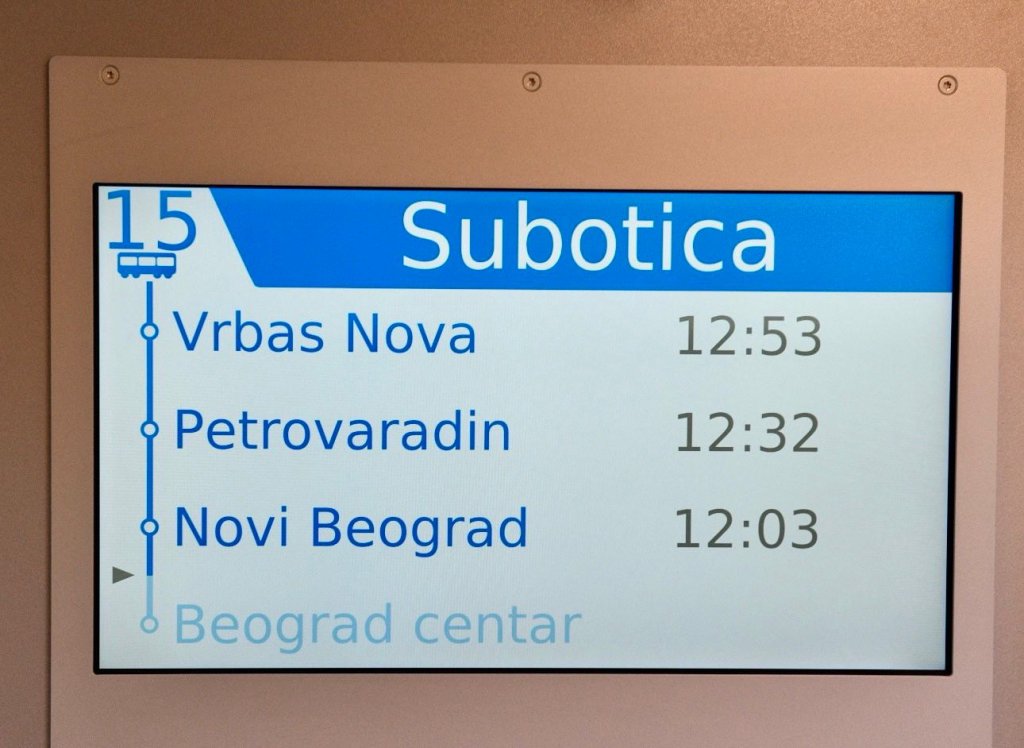 15 Subotica
Vrbas Nova 12:53
Petrovaradin 12:32
Novi Beograd 12:03
Beograd centar